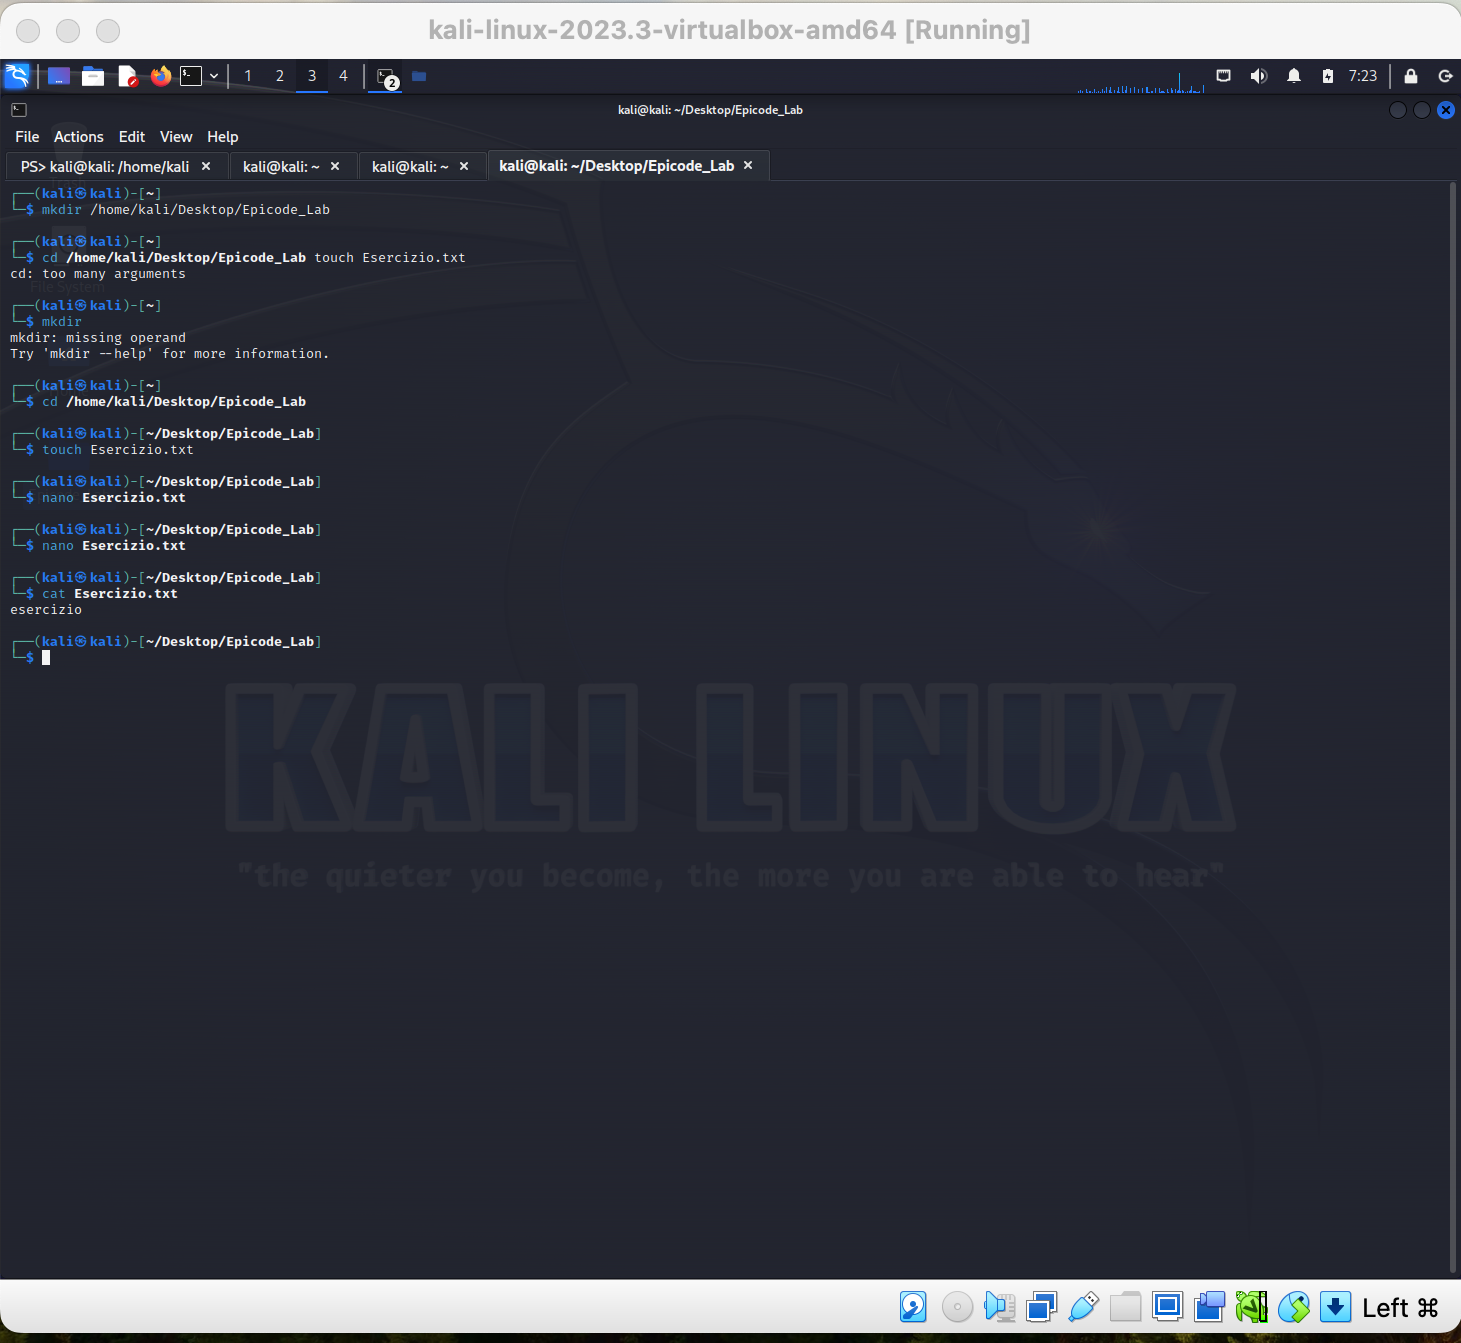 kali-linux-2023.3-virtualbox-amd64 [Running]
1 2 3 4 2 7:23
kali@kali: ~/Desktop/Epicode_Lab
File Actions Edit View Help
PS> kali@kali: /home/kali × kali@kali: ~ × kali@kali: ~ × kali@kali: ~/Desktop/Epicode_Lab ×
┌──(kali㉿kali)-[~]
└─$ mkdir /home/kali/Desktop/Epicode_Lab
┌──(kali㉿kali)-[~]
└─$ cd /home/kali/Desktop/Epicode_Lab touch Esercizio.txt
cd: too many arguments
File System
┌──(kali㉿kali)-[~]
└─$ mkdir
mkdir: missing operand
Try 'mkdir --help' for more information.
┌──(kali㉿kali)-[~]
└─$ cd /home/kali/Desktop/Epicode_Lab
┌──(kali㉿kali)-[~/Desktop/Epicode_Lab]
└─$ touch Esercizio.txt
┌──(kali㉿kali)-[~/Desktop/Epicode_Lab]
└─$ nano Esercizio.txt
┌──(kali㉿kali)-[~/Desktop/Epicode_Lab]
└─$ nano Esercizio.txt
┌──(kali㉿kali)-[~/Desktop/Epicode_Lab]
└─$ cat Esercizio.txt
esercizio
┌──(kali㉿kali)-[~/Desktop/Epicode_Lab]
└─$
KALI LINUX
"the quieter you become, the more you are able to hear"
Left ⌘